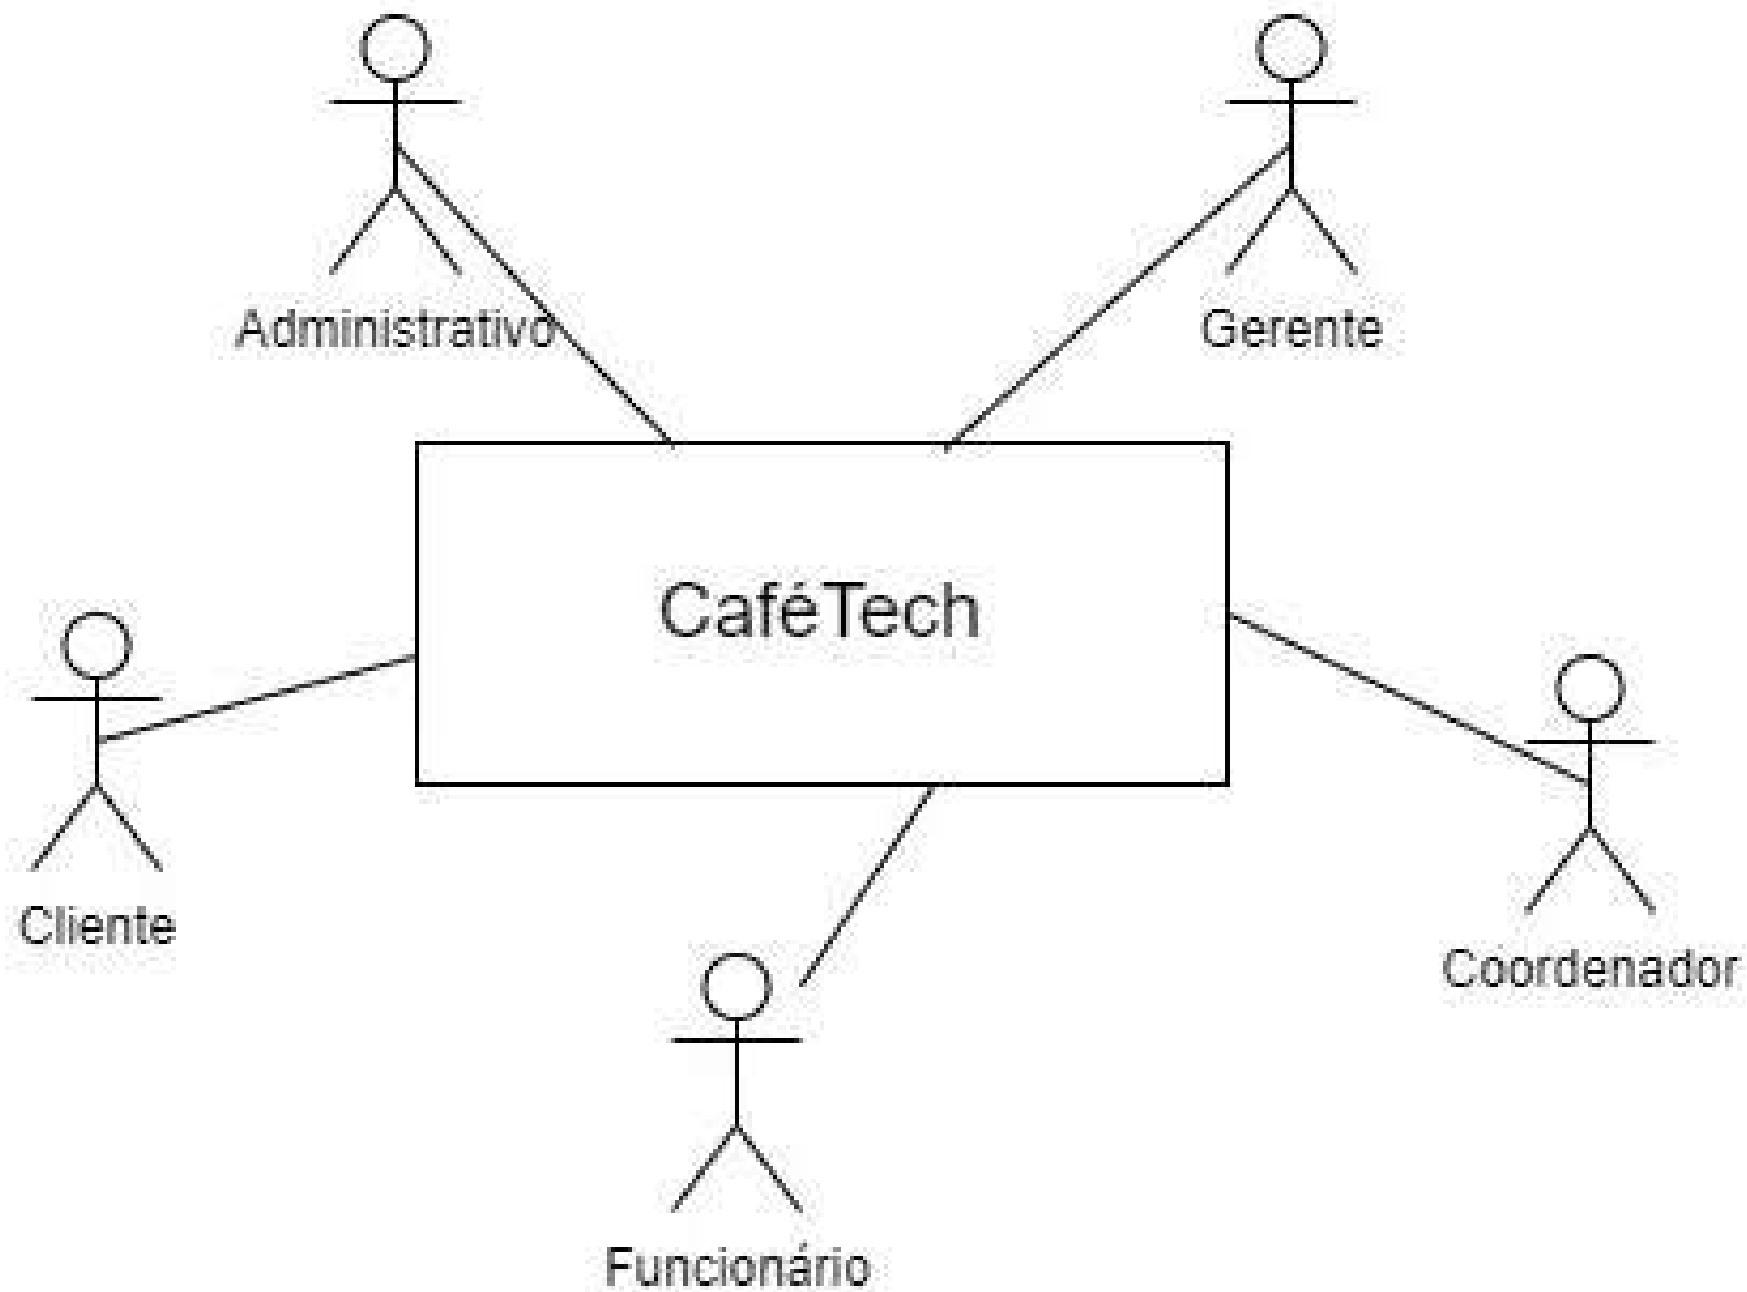 Administrativo
Gerente
CaféTech
Cliente
Coordenador
Funcionário